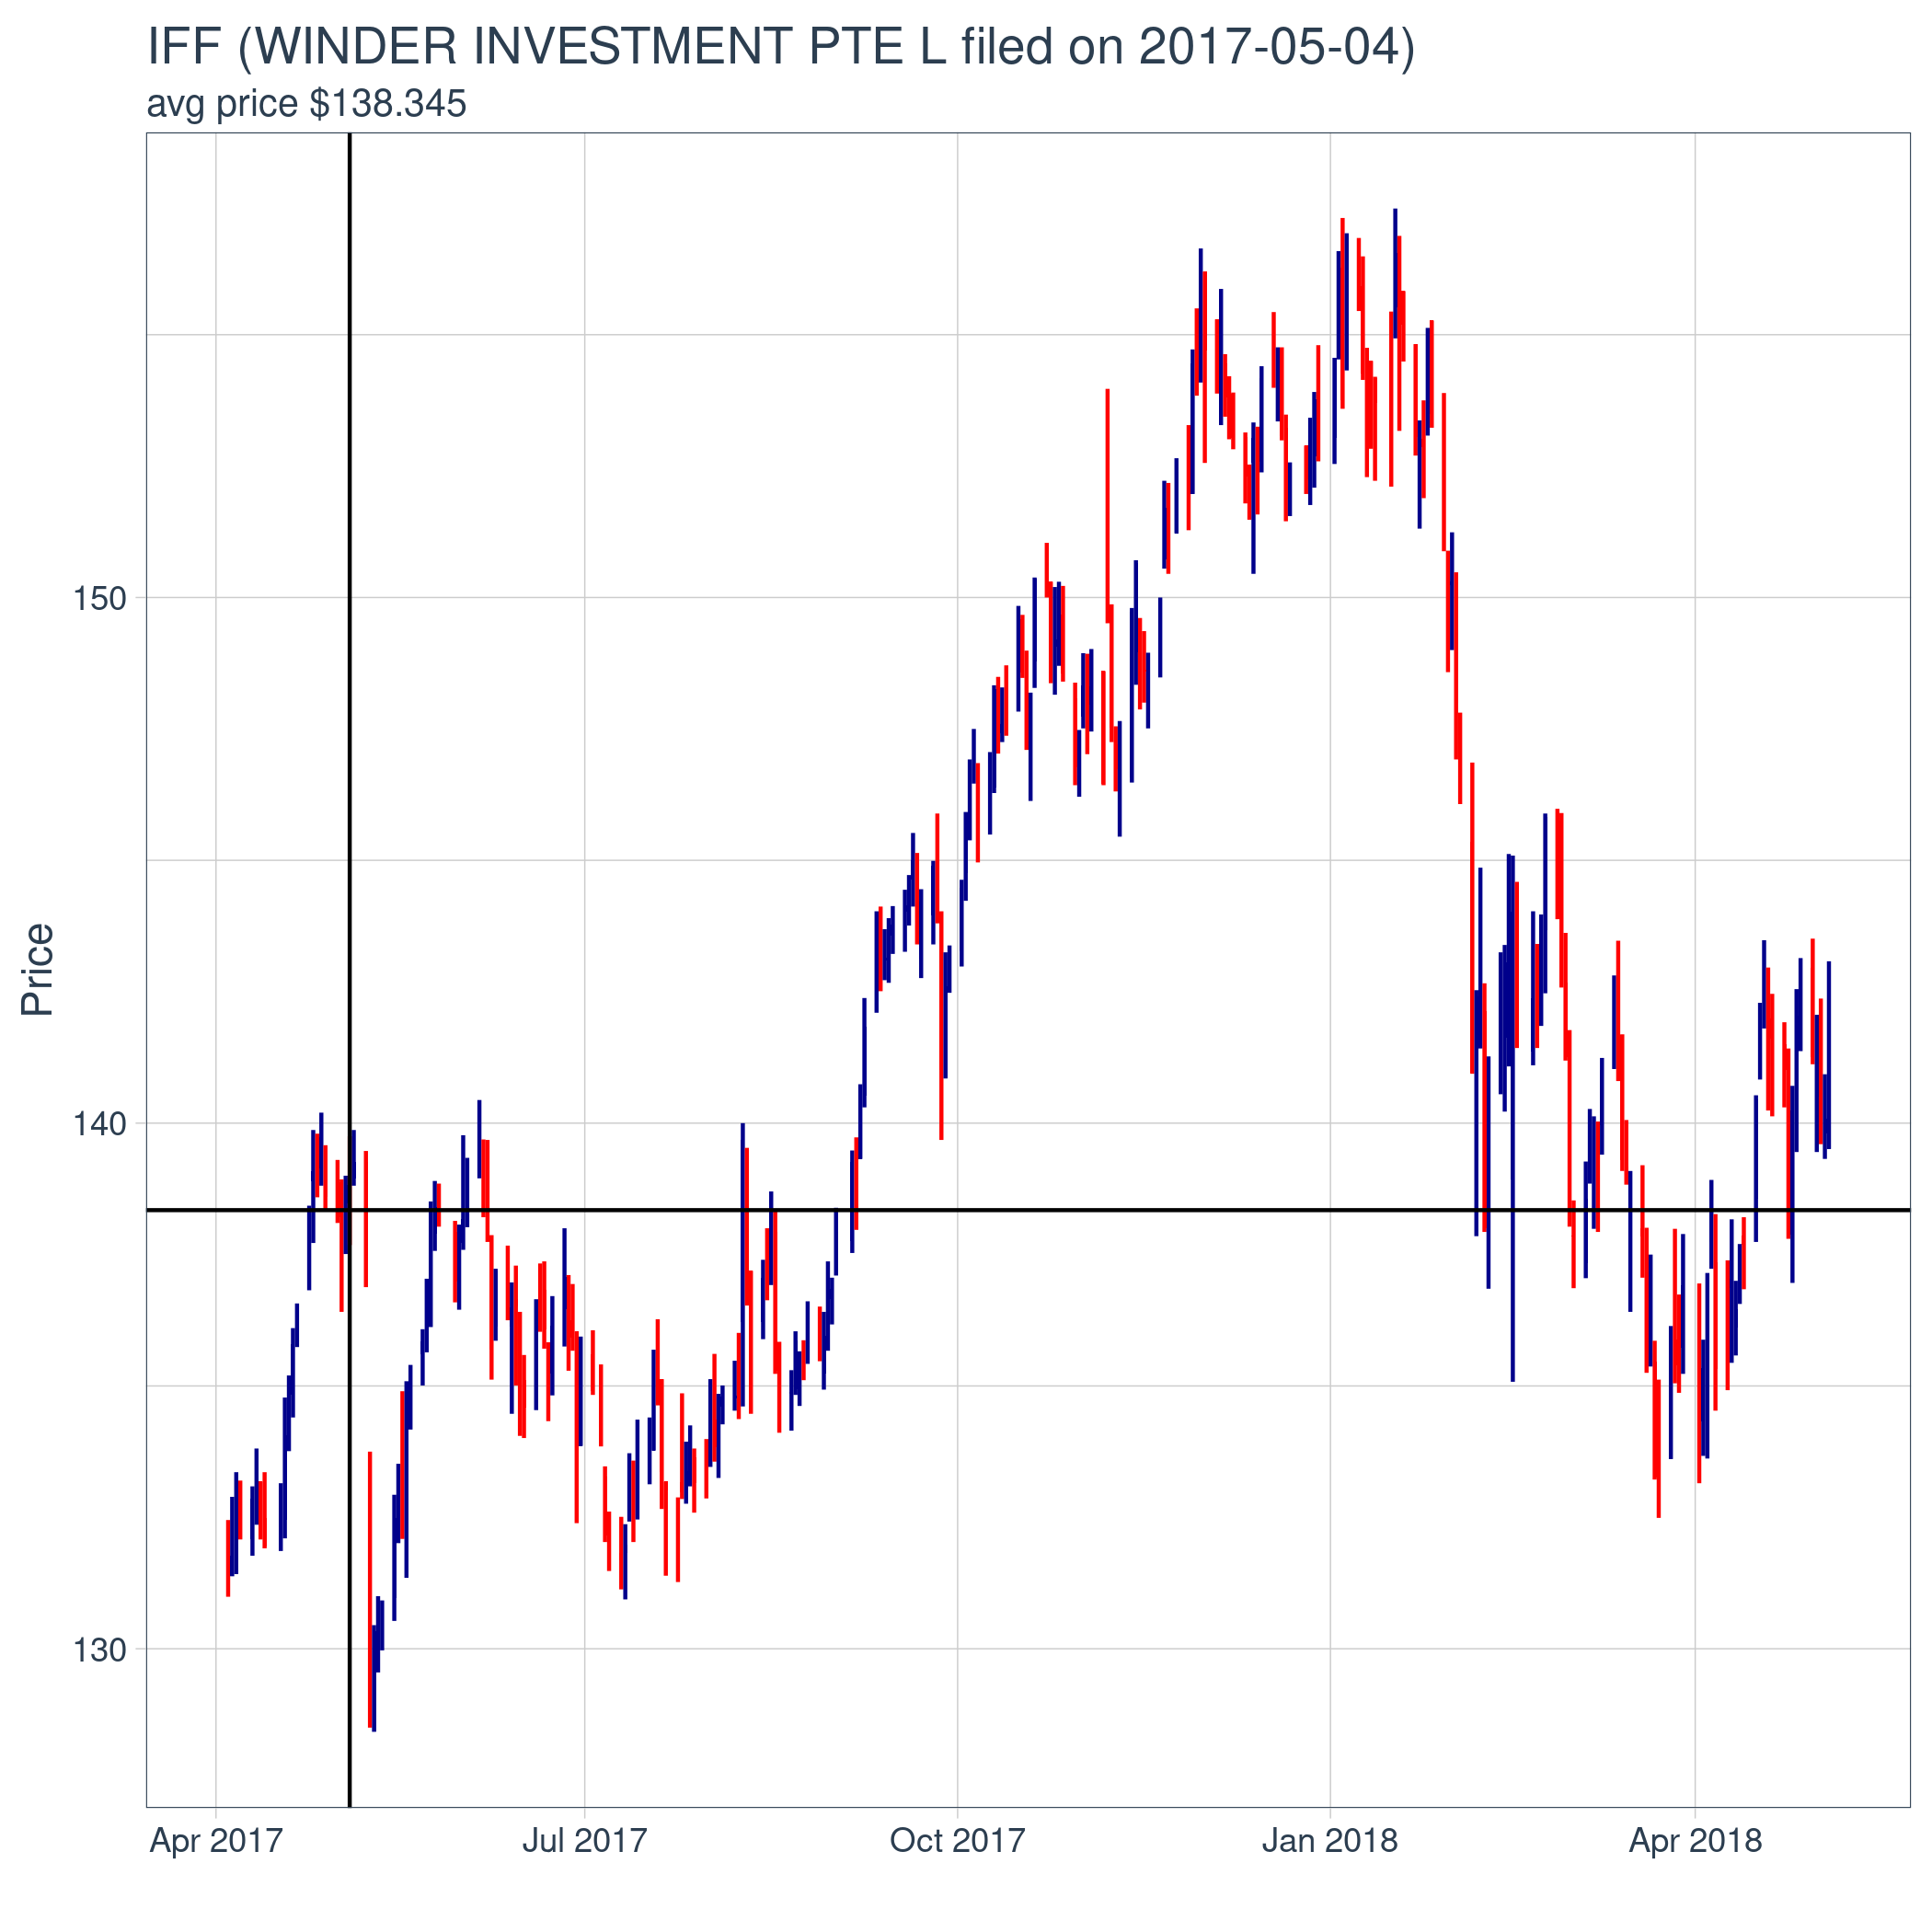 IFF (WINDER INVESTMENT PTE L filed on 2017-05-04)
avg price $138.345
Price
150
140
130
Apr 2017
Jul 2017
Oct 2017
Jan 2018
Apr 2018